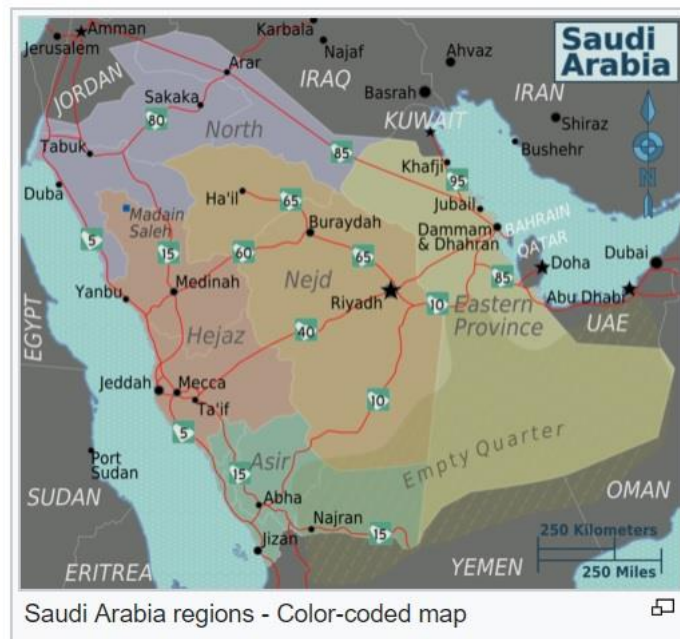 Saudi
Arabia
Amman
Jerusalem
JORDAN
Karbala
Najaf
IRAQ
Ahvaz
Basrah
IRAN
KUWAIT
Shiraz
Bushehr
Arar
Sakaka
80
North
85
Tabuk
Khafji
95
Duba
Ha'il
65
Jubail
Madain
Saleh
Buraydah
Dammam
& Dhahran
BAHRAIN
QATAR
N
5
15
60
65
Nejd
Medinah
Doha
Dubai
85
Abu Dhabi
Yanbu
Riyadh
10
Eastern
Province
UAE
EGYPT
Hejaz
40
Jeddah
Mecca
Ta'if
10
5
Port
Sudan
Asir
15
Empty Quarter
SUDAN
Abha
Najran
15
OMAN
250 Kilometers
250 Miles
Jizan
ERITREA
YEMEN
Saudi Arabia regions - Color-coded map